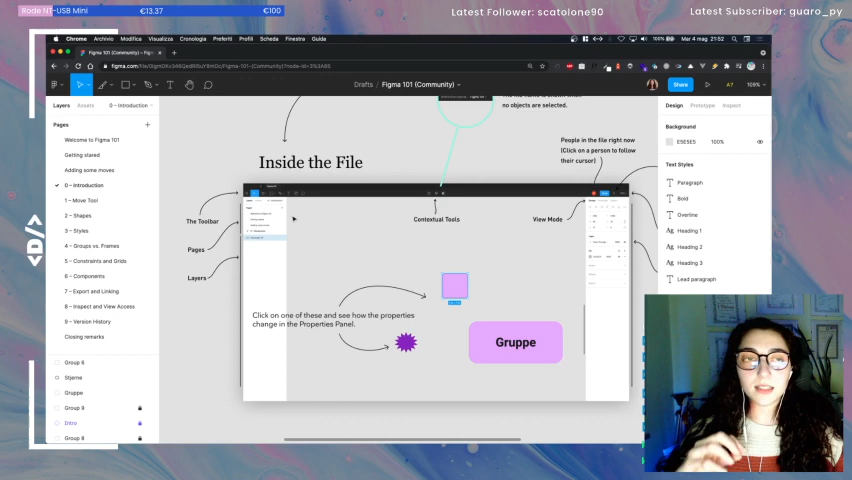 Rode NT-USB Mini €13.37 €100
Latest Follower: scatolone90
Latest Subscriber: guaro_py
Chrome Archivio Modifica Vista Cronologia Preferiti Profili Scheda Finestra Guida
100% Mar 4 mag 21:52
Figma 101 (Community) – Figma
Drafts / Figma 101 (Community)
Share
A?
109%
Layers Assets 0 – Introduction
Pages
Welcome to Figma 101
Getting stared
Adding some moves
0 – Introduction
1 – Move Tool
2 – Shapes
3 – Styles
4 – Groups vs. Frames
5 – Constraints and Grids
6 – Components
7 – Export and Linking
8 – Inspect and View Access
9 – Version History
Closing remarks
Group 6
Stjerne
Gruppe
Group 9
Intro
Group 8
no objects are selected.
Inside the File
People in the file right now
(Click on a person to follow
their cursor)
The Toolbar
Contextual Tools
View Mode
Pages
Layers
Click on one of these and see how the properties
change in the Properties Panel.
Gruppe
Design Prototype Inspect
Background
E5E5E5 100%
Text Styles
Paragraph
Bold
Overline
Ag Heading 1
Ag Heading 2
Ag Heading 3
Lead paragraph
<D/>